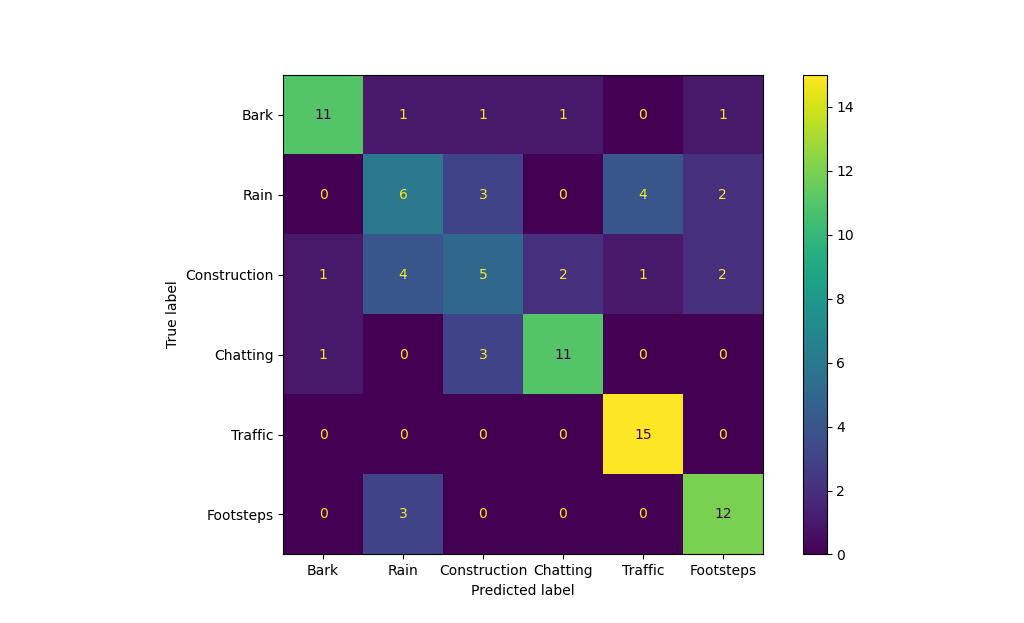 Bark 11 1 1 1 0 1
Rain 0 6 3 0 4 2
Construction 1 4 5 2 1 2
Chatting 1 0 3 11 0 0
Traffic 0 0 0 0 15 0
Footsteps 0 3 0 0 0 12
Bark Rain Construction Chatting Traffic Footsteps
Predicted label
True label
14
12
10
8
6
4
2
0